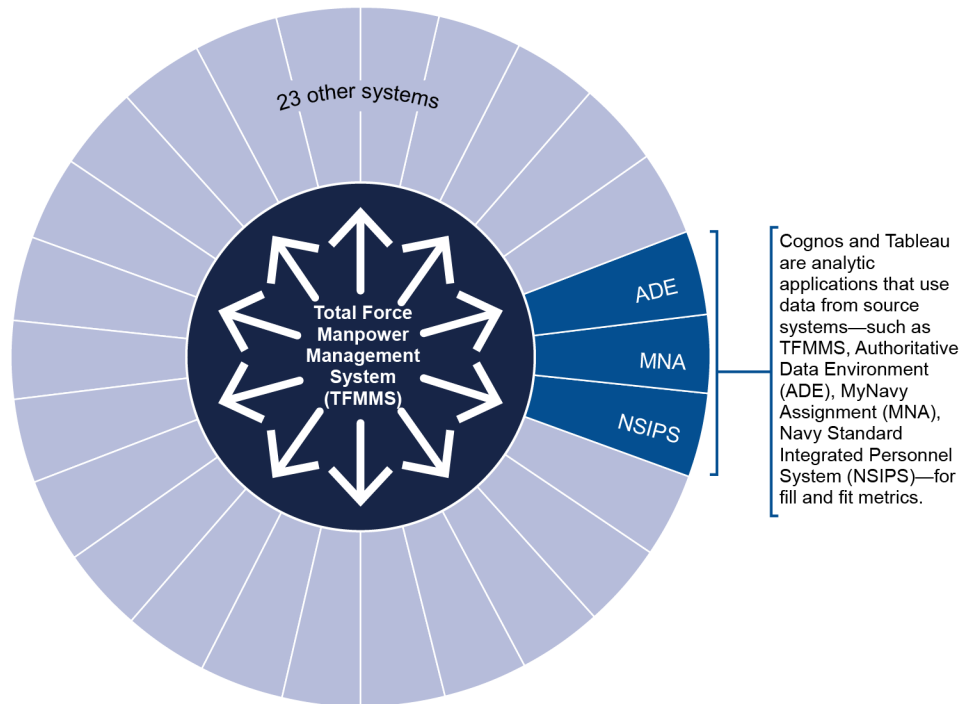 23 other systems
Total Force
Manpower
Management
System
(TFMMS)
ADE
MNA
NSIPS
Cognos and Tableau
are analytic
applications that use
data from source
systems—such as
TFMMS, Authoritative
Data Environment
(ADE), MyNavy
Assignment (MNA),
Navy Standard
Integrated Personnel
System (NSIPS)—for
fill and fit metrics.